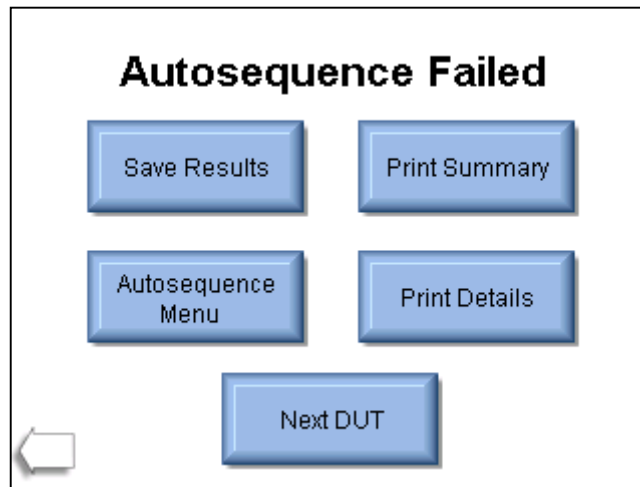 Autosequence Failed
Save Results
Print Summary
Autosequence
Menu
Print Details
Next DUT